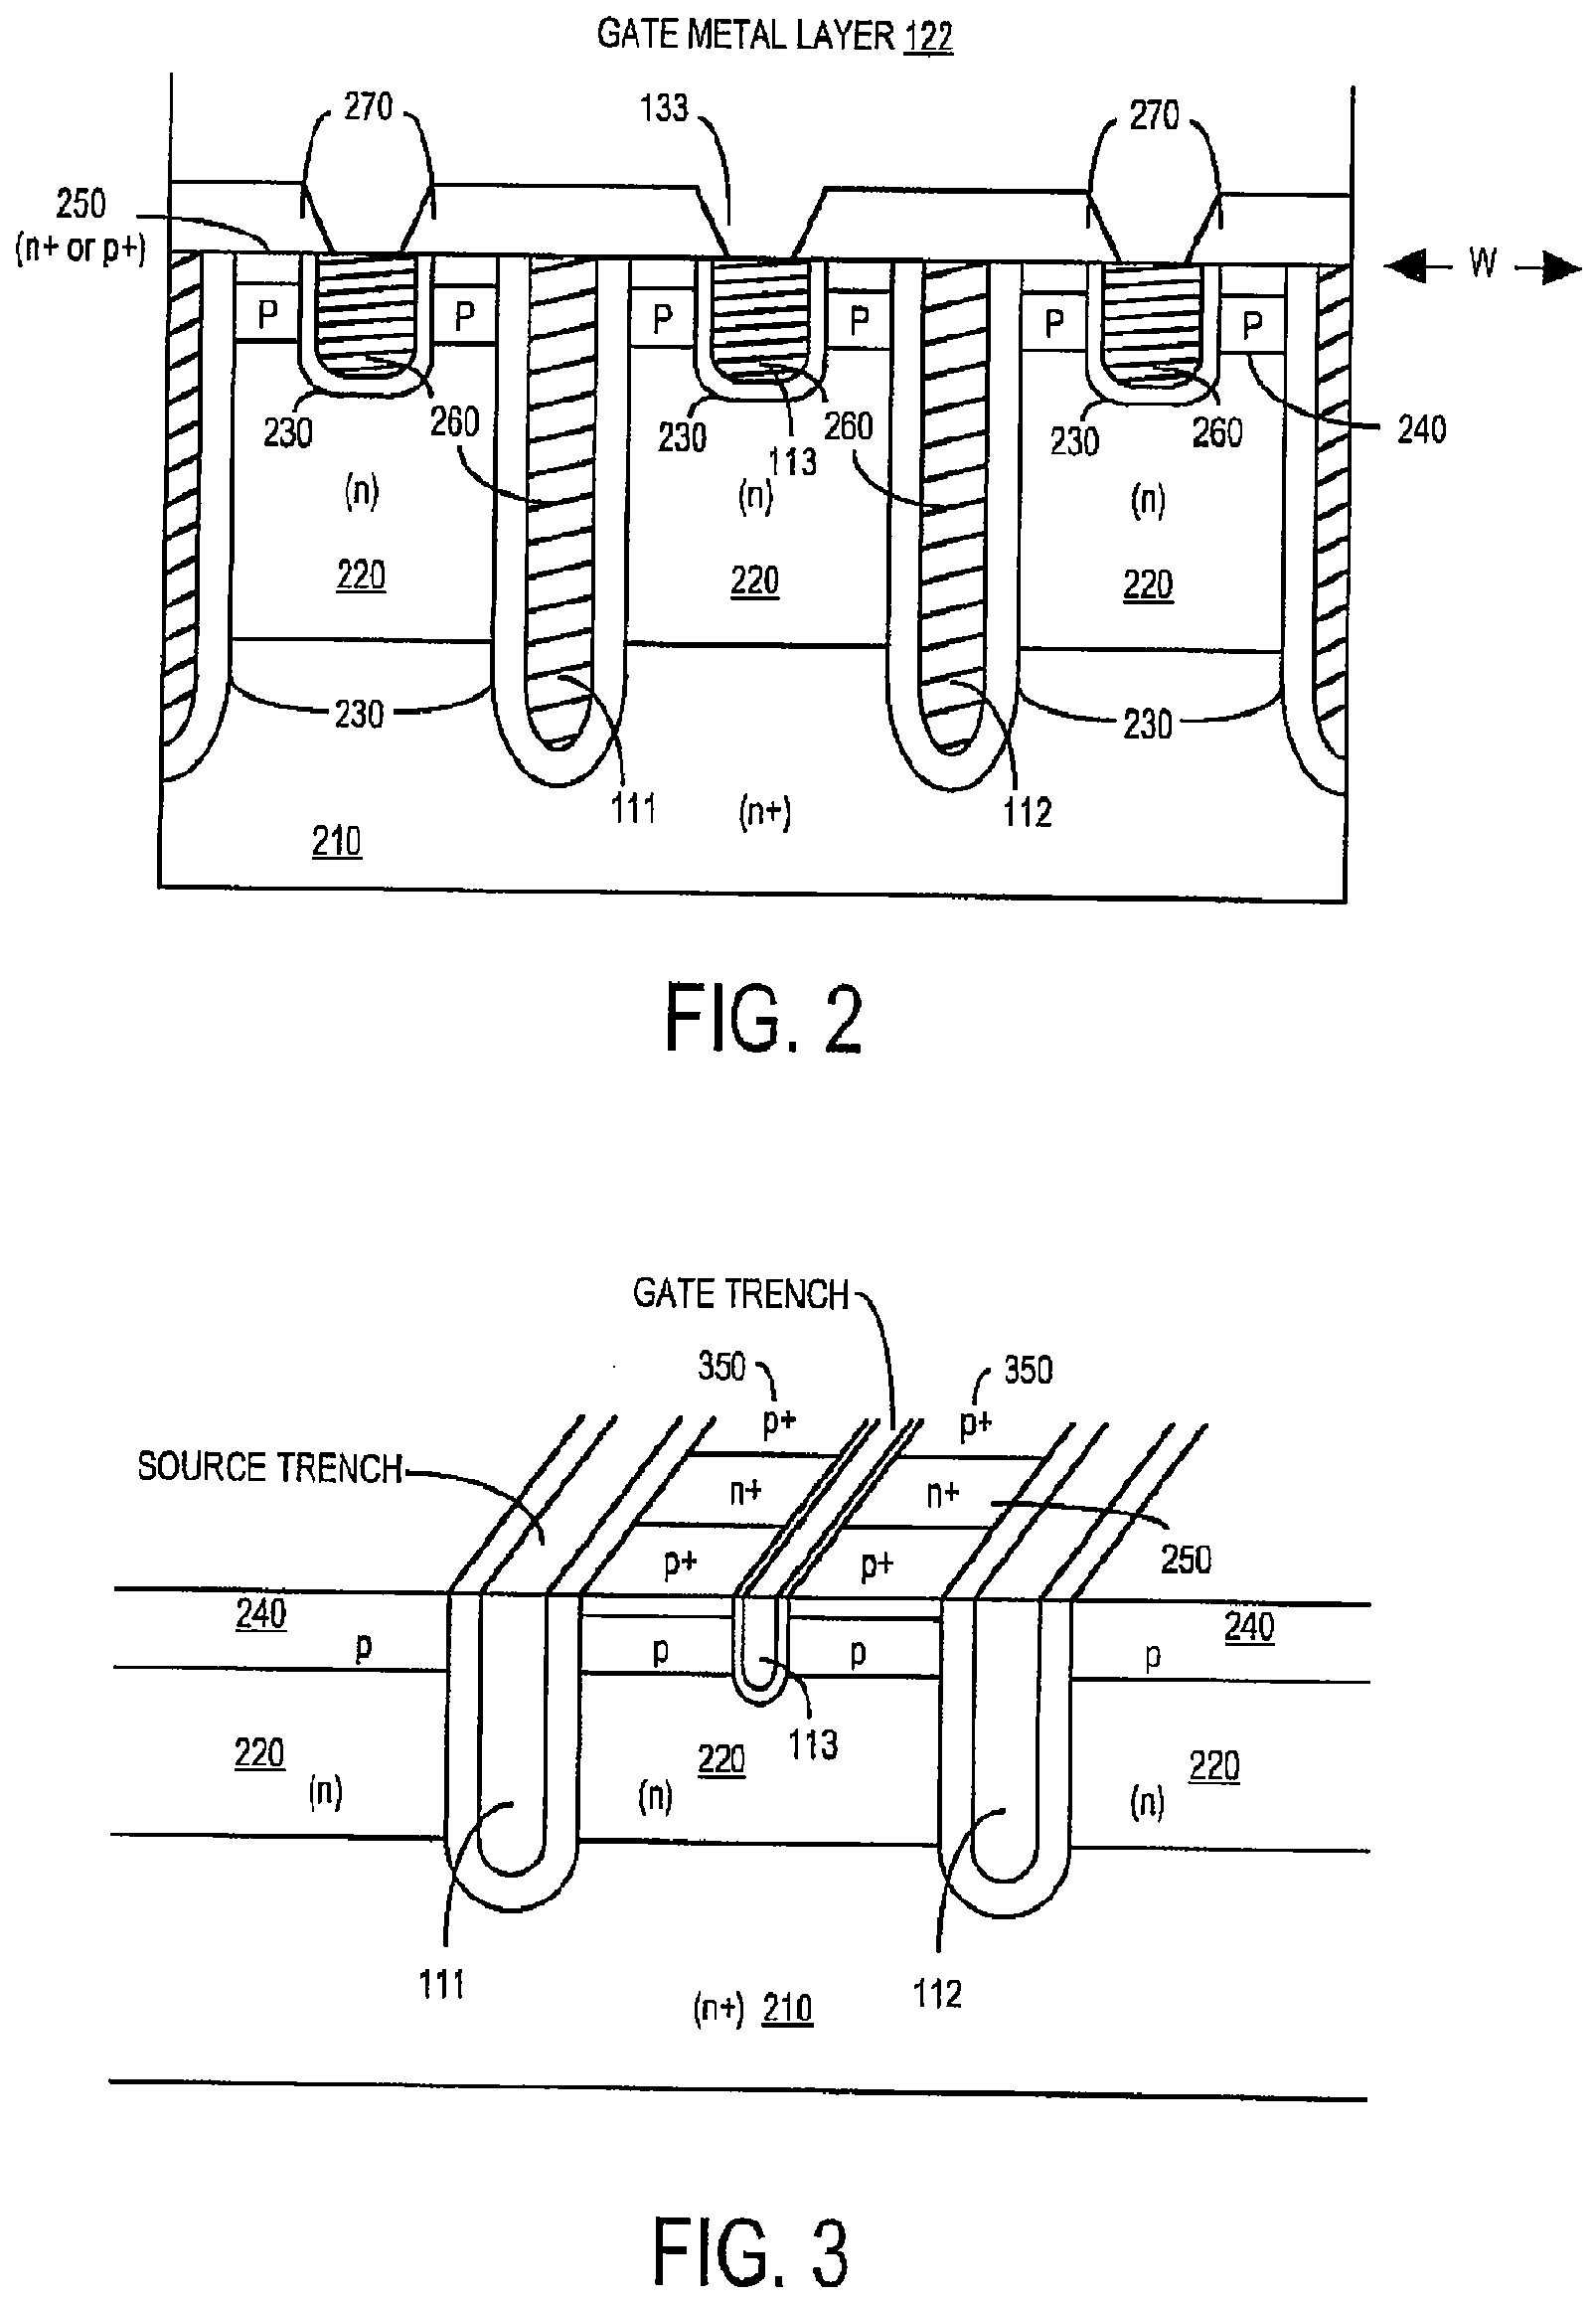 GATE METAL LAYER 122
270
133
270
250
(n+ or p+)
W
P
P
P
P
P
P
230
260
230
260
113
230
260
240
(n)
(n)
(n)
220
220
220
230
230
111
(n+)
112
210
FIG. 2
GATE TRENCH
350
350
p+
p+
SOURCE TRENCH
n+
n+
p+
p+
250
240
p
p
p
240
p
113
220
(n)
220
(n)
220
(n)
111
112
(n+) 210
FIG. 3